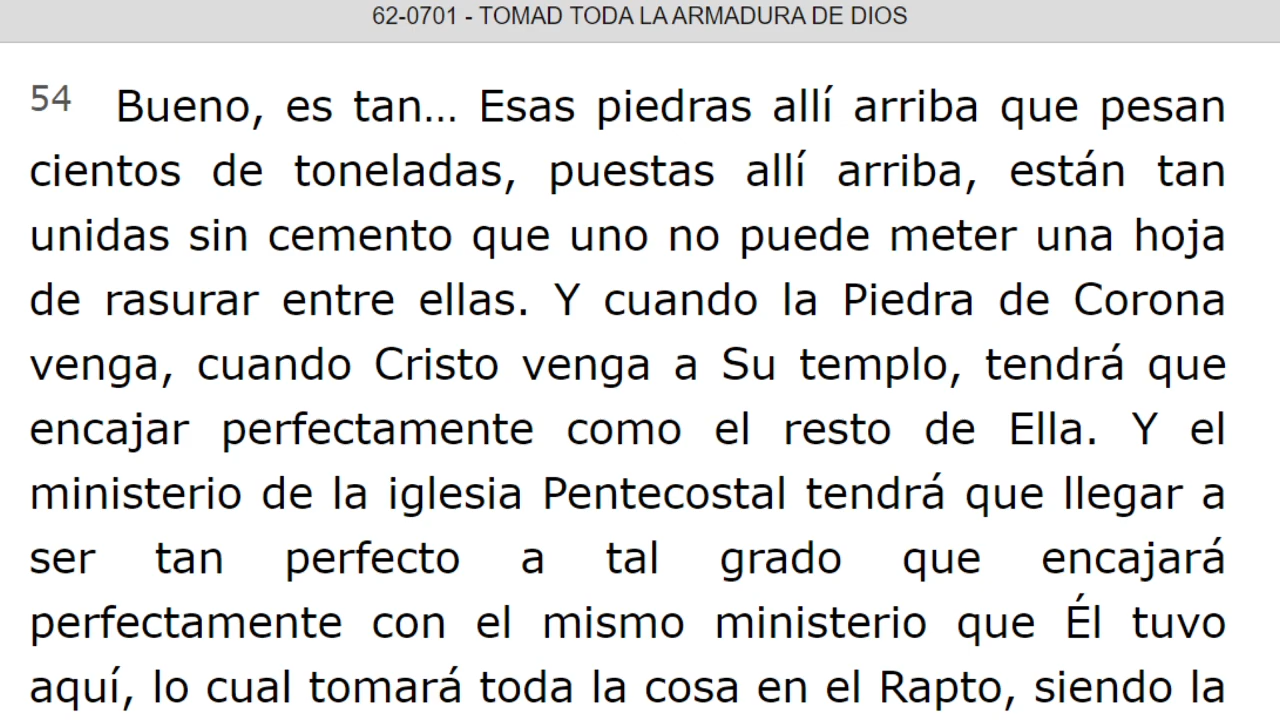 62-0701 - TOMAD TODA LA ARMADURA DE DIOS
54 Bueno, es tan... Esas piedras allí arriba que pesan
cientos de toneladas, puestas allí arriba, están tan
unidas sin cemento que uno no puede meter una hoja
de rasurar entre ellas. Y cuando la Piedra de Corona
venga, cuando Cristo venga a Su templo, tendrá que
encajar perfectamente como el resto de Ella. Y el
ministerio de la iglesia Pentecostal tendrá que llegar a
ser tan perfecto a tal grado que encajará
perfectamente con el mismo ministerio que Él tuvo
aquí, lo cual tomará toda la cosa en el Rapto, siendo la